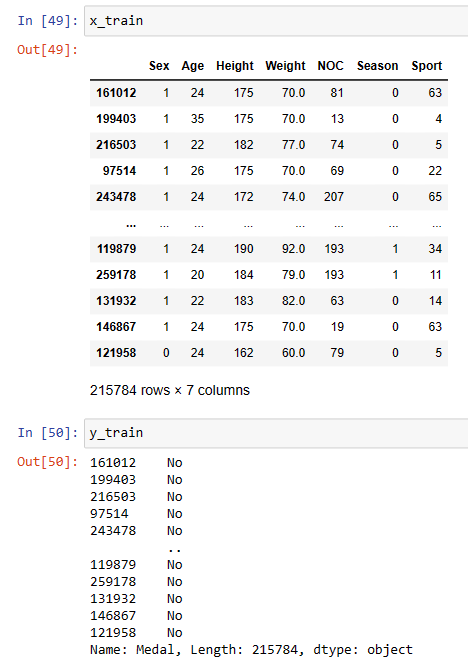 In [49]: x_train
Out[49]:
Sex Age Height Weight NOC Season Sport
161012 1 24 175 70.0 81 0 63
199403 1 35 175 70.0 13 0 4
216503 1 22 182 77.0 74 0 5
97514 1 26 175 70.0 69 0 22
243478 1 24 172 74.0 207 0 65
... ... ... ... ... ... ... ...
119879 1 24 190 92.0 193 1 34
259178 1 20 184 79.0 193 1 11
131932 1 22 183 82.0 63 0 14
146867 1 24 175 70.0 19 0 63
121958 0 24 162 60.0 79 0 5
215784 rows × 7 columns
In [50]: y_train
Out[50]: 161012 No
199403 No
216503 No
97514 No
243478 No
..
119879 No
259178 No
131932 No
146867 No
121958 No
Name: Medal, Length: 215784, dtype: object